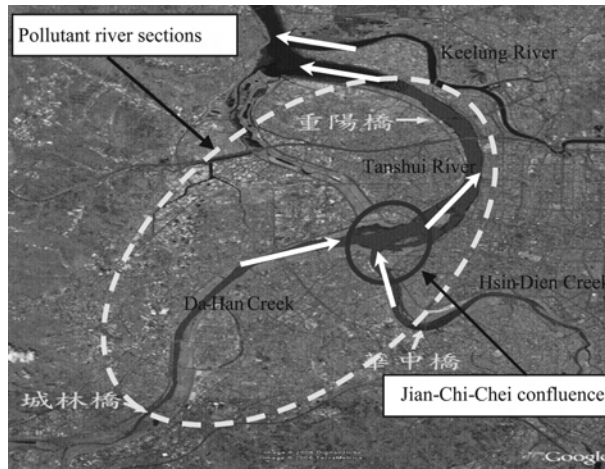 Pollutant river sections
Keelung River
重陽橋
Tanshui River
Hsin-Dien Creek
Da-Han Creek
華中橋
城林橋
Jian-Chi-Chei confluence
Google